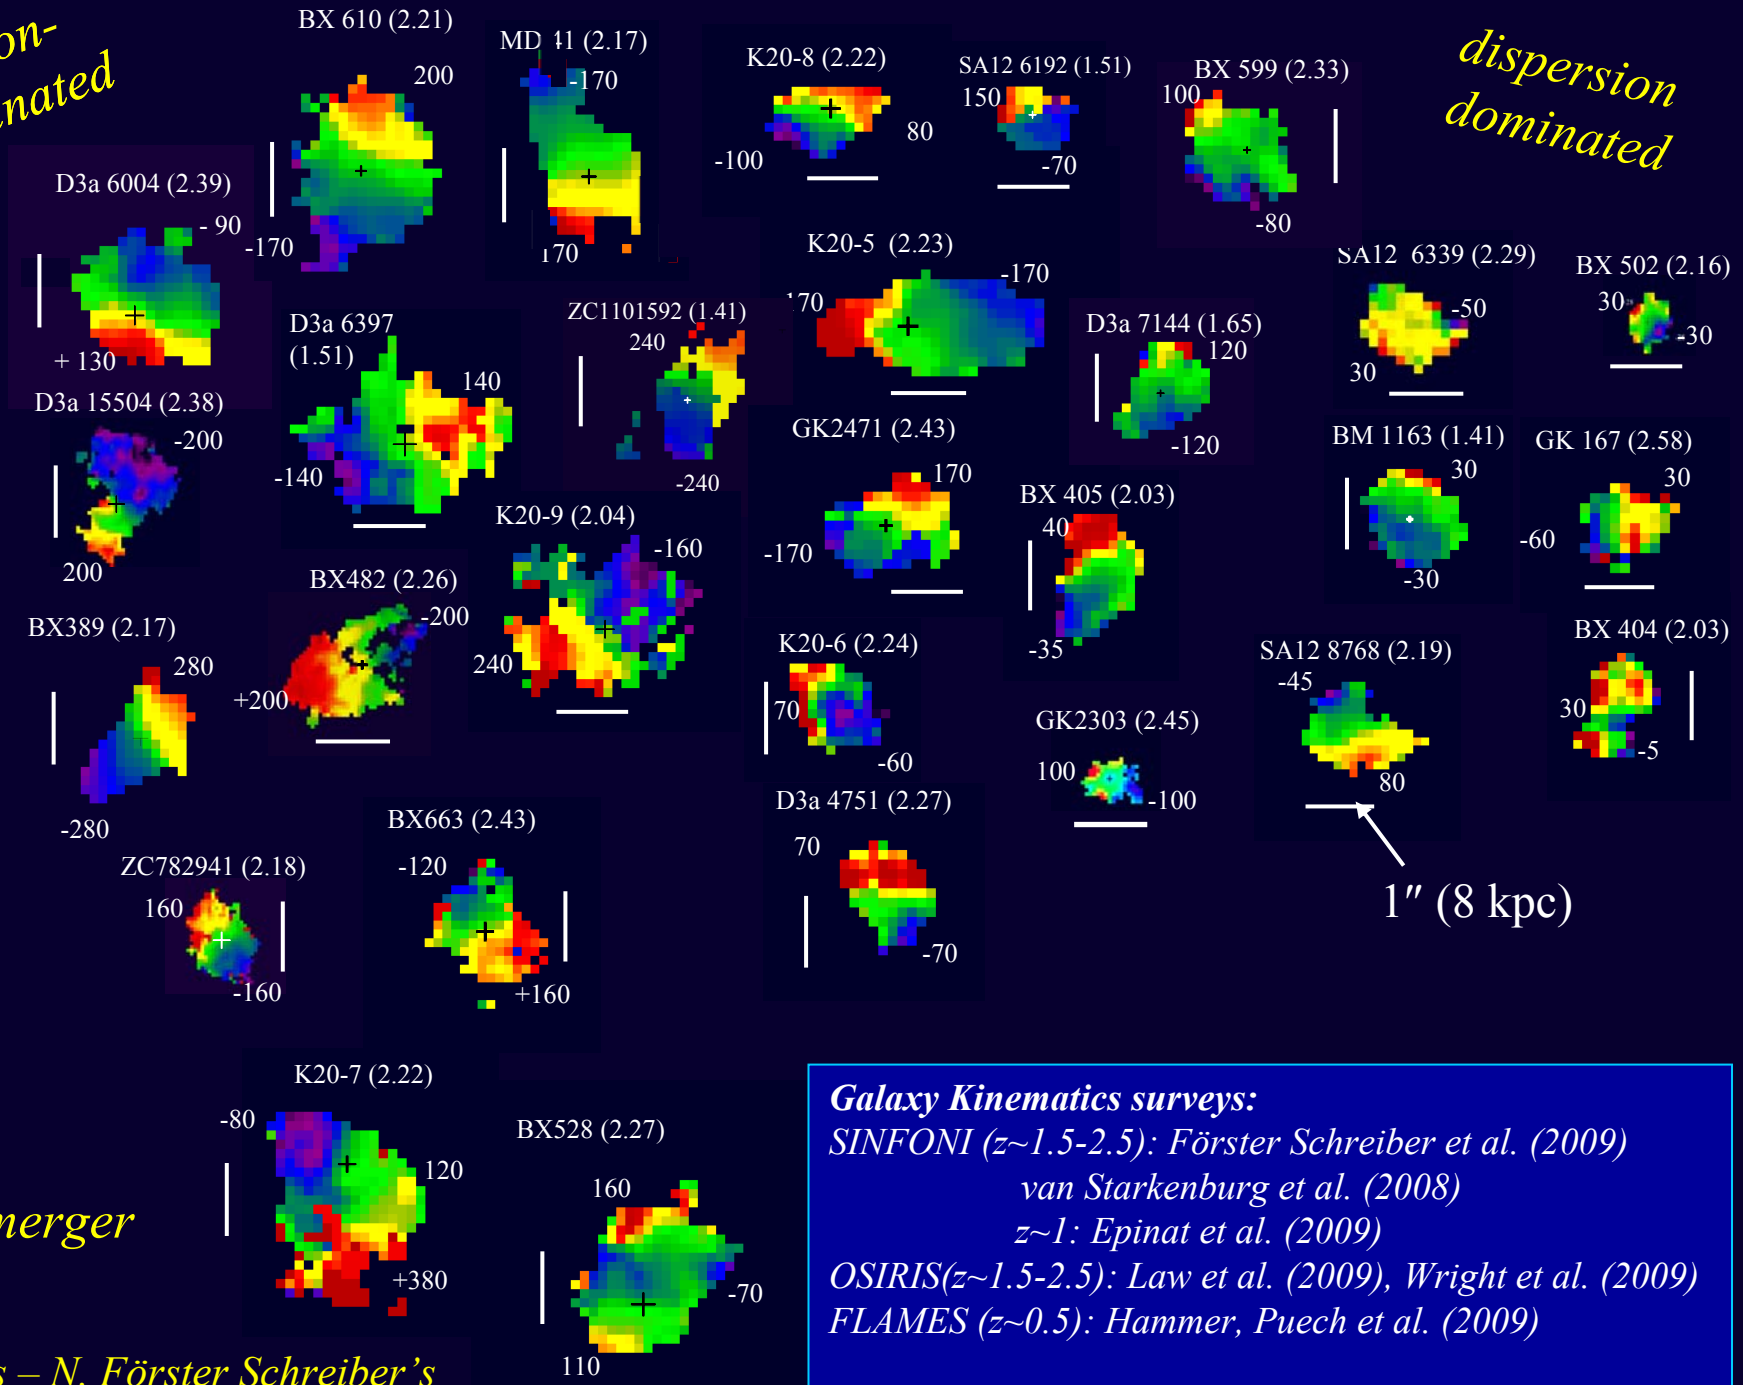 on-
nated
BX 610 (2.21)
200
-170
MD 41 (2.17)
-170
170
K20-8 (2.22)
80
-100
SA12 6192 (1.51)
150
-70
BX 599 (2.33)
100
-80
dispersion
dominated
D3a 6004 (2.39)
- 90
+ 130
K20-5 (2.23)
-170
170
SA12 6339 (2.29)
-50
30
BX 502 (2.16)
30
-30
D3a 6397
(1.51)
140
-140
ZC1101592 (1.41)
240
-240
D3a 7144 (1.65)
120
-120
D3a 15504 (2.38)
-200
200
GK2471 (2.43)
170
-170
BM 1163 (1.41)
30
-30
GK 167 (2.58)
30
-60
BX 405 (2.03)
40
-35
K20-9 (2.04)
-160
240
BX482 (2.26)
-200
+200
BX389 (2.17)
280
-280
K20-6 (2.24)
70
-60
SA12 8768 (2.19)
-45
80
BX 404 (2.03)
30
-5
GK2303 (2.45)
100
-100
BX663 (2.43)
-120
+160
D3a 4751 (2.27)
70
-70
ZC782941 (2.18)
160
-160
1″ (8 kpc)
K20-7 (2.22)
-80
120
+380
BX528 (2.27)
160
-70
110
merger
s – N. Förster Schreiber’s
Galaxy Kinematics surveys:
SINFONI (z~1.5-2.5): Förster Schreiber et al. (2009)
van Starkenburg et al. (2008)
z~1: Epinat et al. (2009)
OSIRIS(z~1.5-2.5): Law et al. (2009), Wright et al. (2009)
FLAMES (z~0.5): Hammer, Puech et al. (2009)